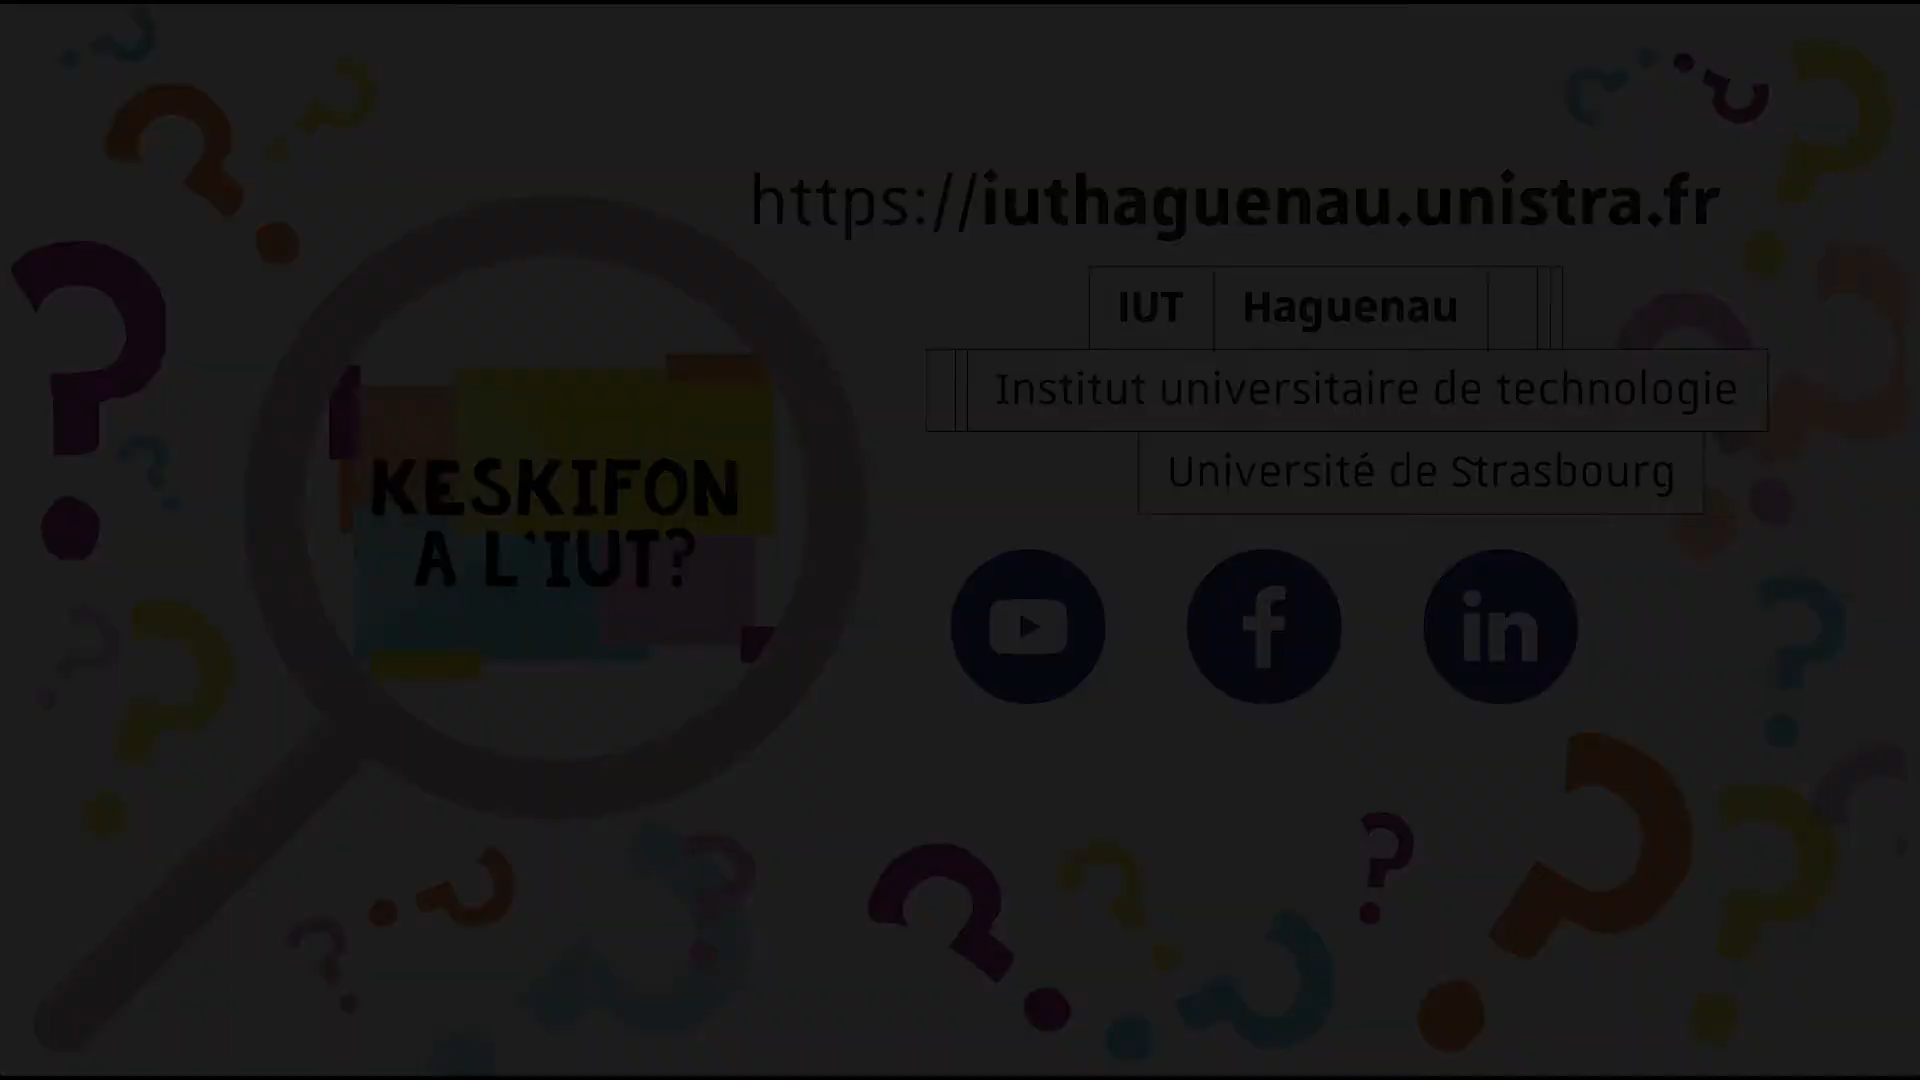 https://iuthaguenau.unistra.fr
IUT Haguenau
Institut universitaire de technologie
Université de Strasbourg
KESKIFON
A L'IUT?